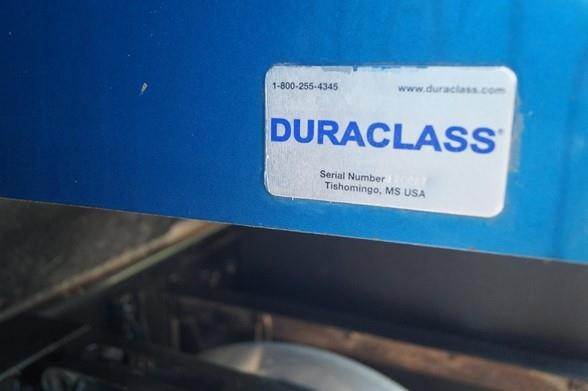 1-800-255-4345 www.duraclass.com
DURACLASS®
Serial Number
Tishomingo, MS USA